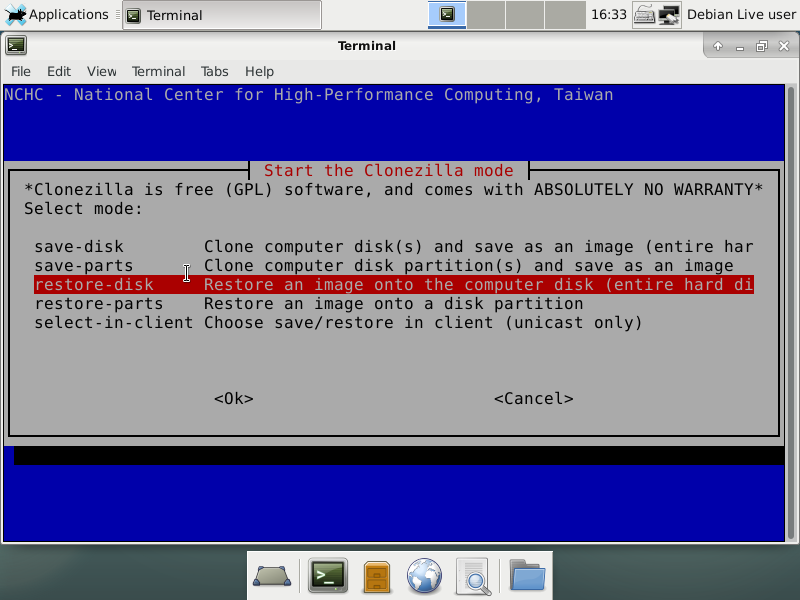 Applications Terminal 16:33 Debian Live user
Terminal
File Edit View Terminal Tabs Help
NCHC - National Center for High-Performance Computing, Taiwan
Start the Clonezilla mode
*Clonezilla is free (GPL) software, and comes with ABSOLUTELY NO WARRANTY*
Select mode:
save-disk Clone computer disk(s) and save as an image (entire har
save-parts Clone computer disk partition(s) and save as an image
restore-disk Restore an image onto the computer disk (entire hard di
restore-parts Restore an image onto a disk partition
select-in-client Choose save/restore in client (unicast only)
<Ok> <Cancel>